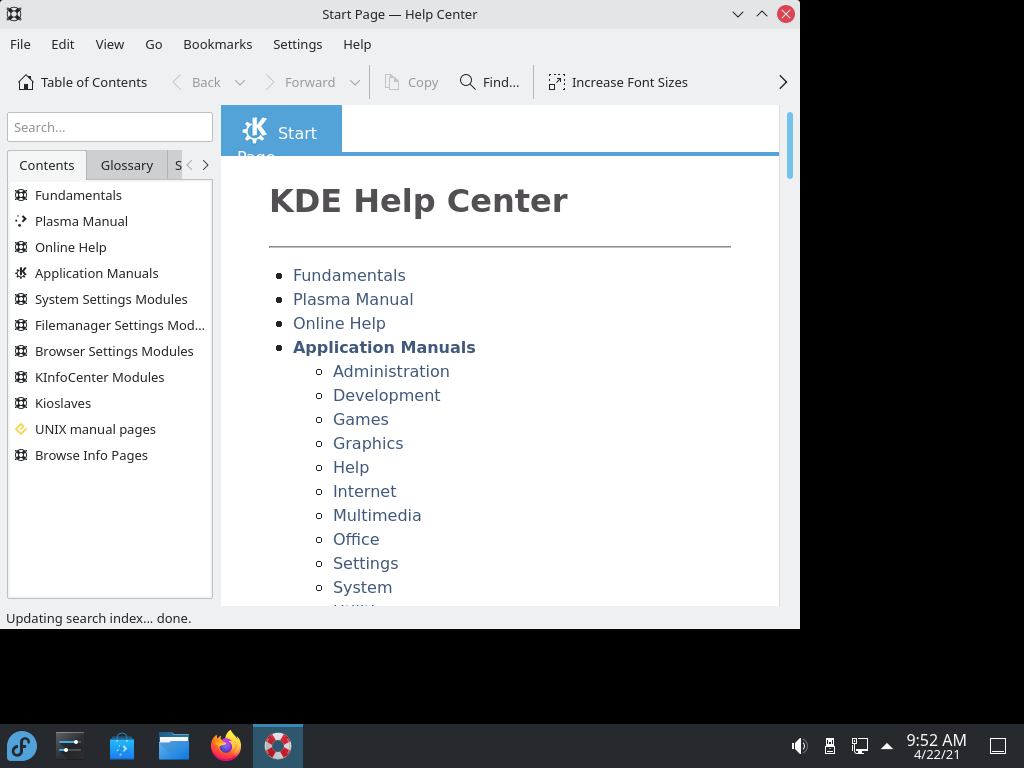 Start Page — Help Center
File Edit View Go Bookmarks Settings Help
Table of Contents Back Forward Copy Find... Increase Font Sizes
Search...
Contents Glossary S
Fundamentals
Plasma Manual
Online Help
Application Manuals
System Settings Modules
Filemanager Settings Mod...
Browser Settings Modules
KInfoCenter Modules
Kioslaves
UNIX manual pages
Browse Info Pages
Start
Page
KDE Help Center
Fundamentals
Plasma Manual
Online Help
Application Manuals
Administration
Development
Games
Graphics
Help
Internet
Multimedia
Office
Settings
System
Updating search index... done.
9:52 AM
4/22/21